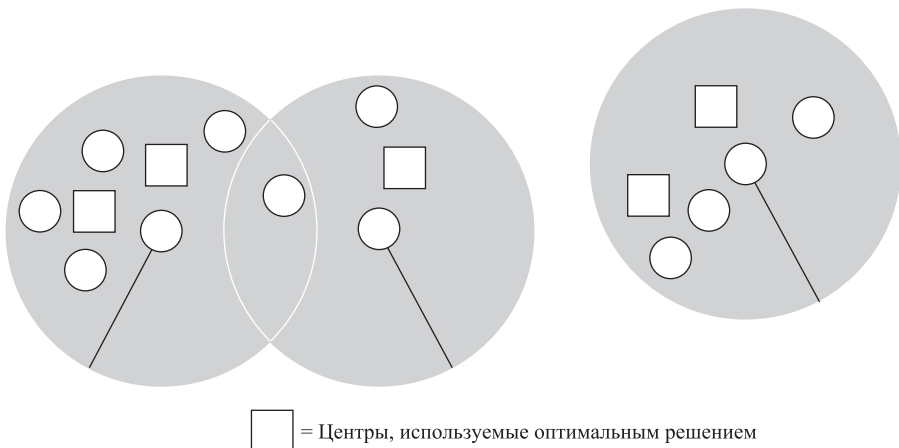 = Центры, используемые оптимальным решением